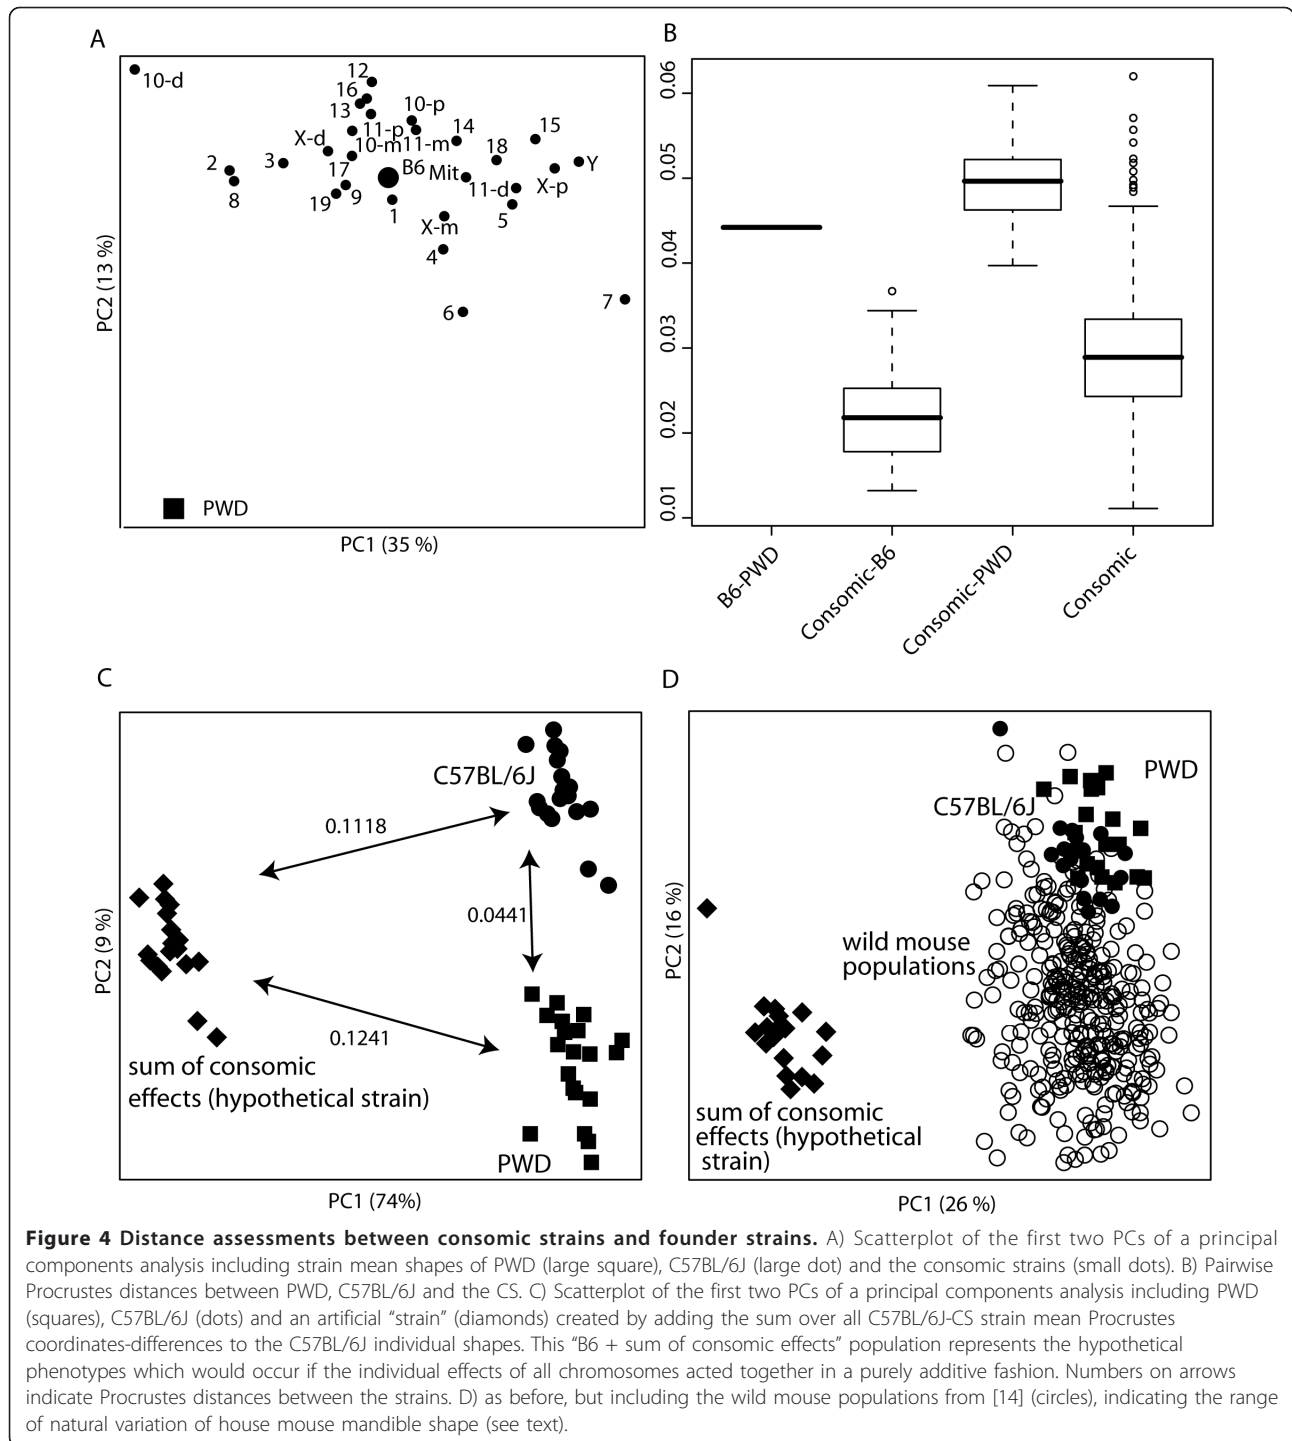 A
10-d
12
16
13
10-p
11-p
11-m
X-d
10-m
14
15
18
2
3
17
B6
Mit
Y
8
19
9
11-d
X-p
1
5
X-m
4
6
7
PWD
PC2 (13 %)
PC1 (35 %)
B
0.06
0.05
0.04
0.03
0.02
0.01
B6-PWD
Consomic-B6
Consomic-PWD
Consomic
C
C57BL/6J
0.1118
0.0441
0.1241
sum of consomic
effects (hypothetical strain)
PWD
PC2 (9 %)
PC1 (74%)
D
PWD
C57BL/6J
wild mouse
populations
sum of consomic
effects (hypothetical
strain)
PC2 (16 %)
PC1 (26 %)
Figure 4 Distance assessments between consomic strains and founder strains. A) Scatterplot of the first two PCs of a principal
components analysis including strain mean shapes of PWD (large square), C57BL/6J (large dot) and the consomic strains (small dots). B) Pairwise
Procrustes distances between PWD, C57BL/6J and the CS. C) Scatterplot of the first two PCs of a principal components analysis including PWD
(squares), C57BL/6J (dots) and an artificial “strain” (diamonds) created by adding the sum over all C57BL/6J-CS strain mean Procrustes
coordinates-differences to the C57BL/6J individual shapes. This “B6 + sum of consomic effects” population represents the hypothetical
phenotypes which would occur if the individual effects of all chromosomes acted together in a purely additive fashion. Numbers on arrows
indicate Procrustes distances between the strains. D) as before, but including the wild mouse populations from [14] (circles), indicating the range
of natural variation of house mouse mandible shape (see text).